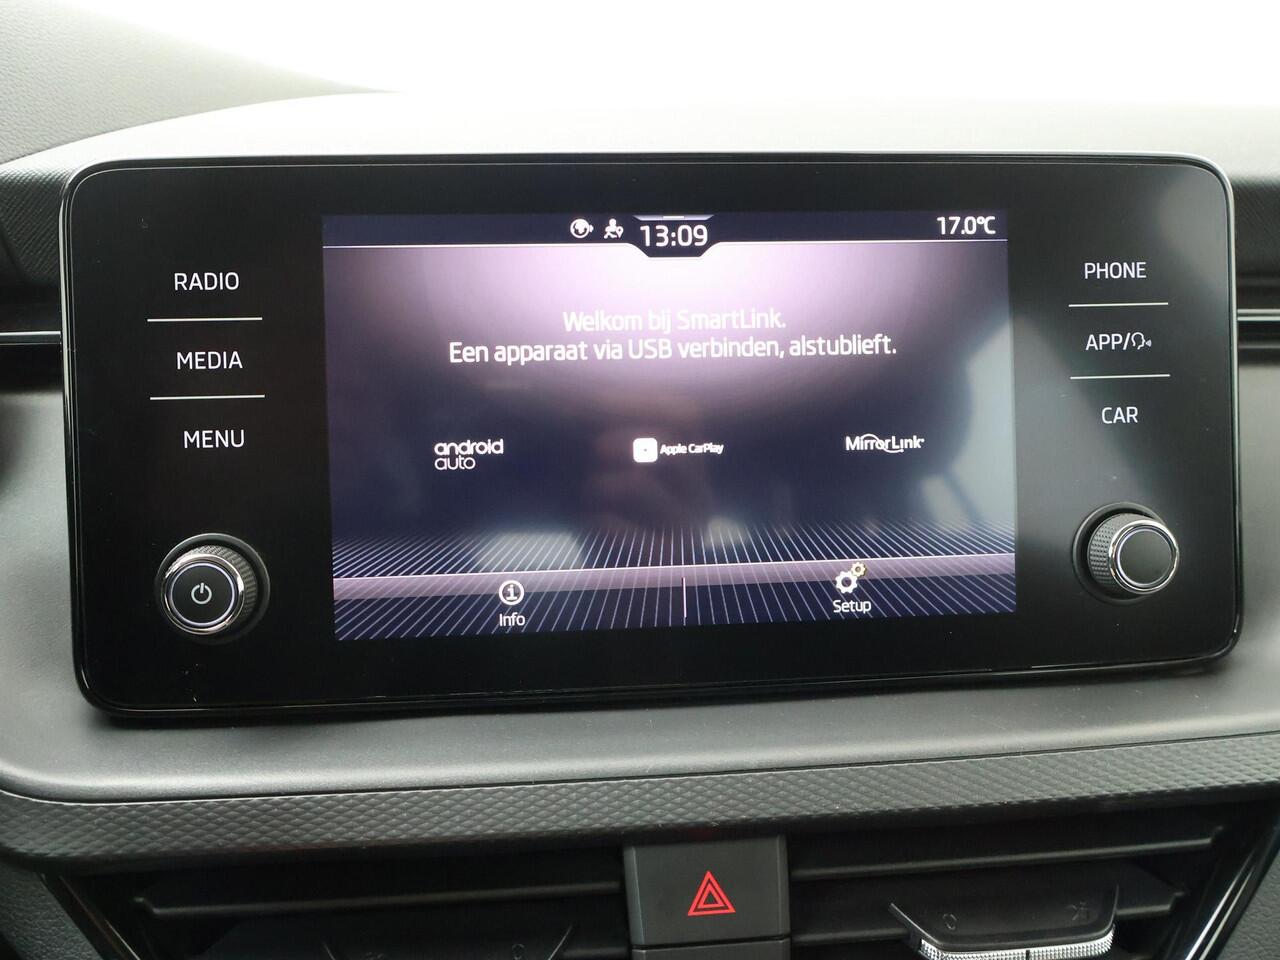 13:09
17.0°C
RADIO
MEDIA
MENU
Welkom bij SmartLink.
Een apparaat via USB verbinden, alstublieft.
android
auto
Apple CarPlay
MirrorLink
Info
Setup
PHONE
APP/
CAR